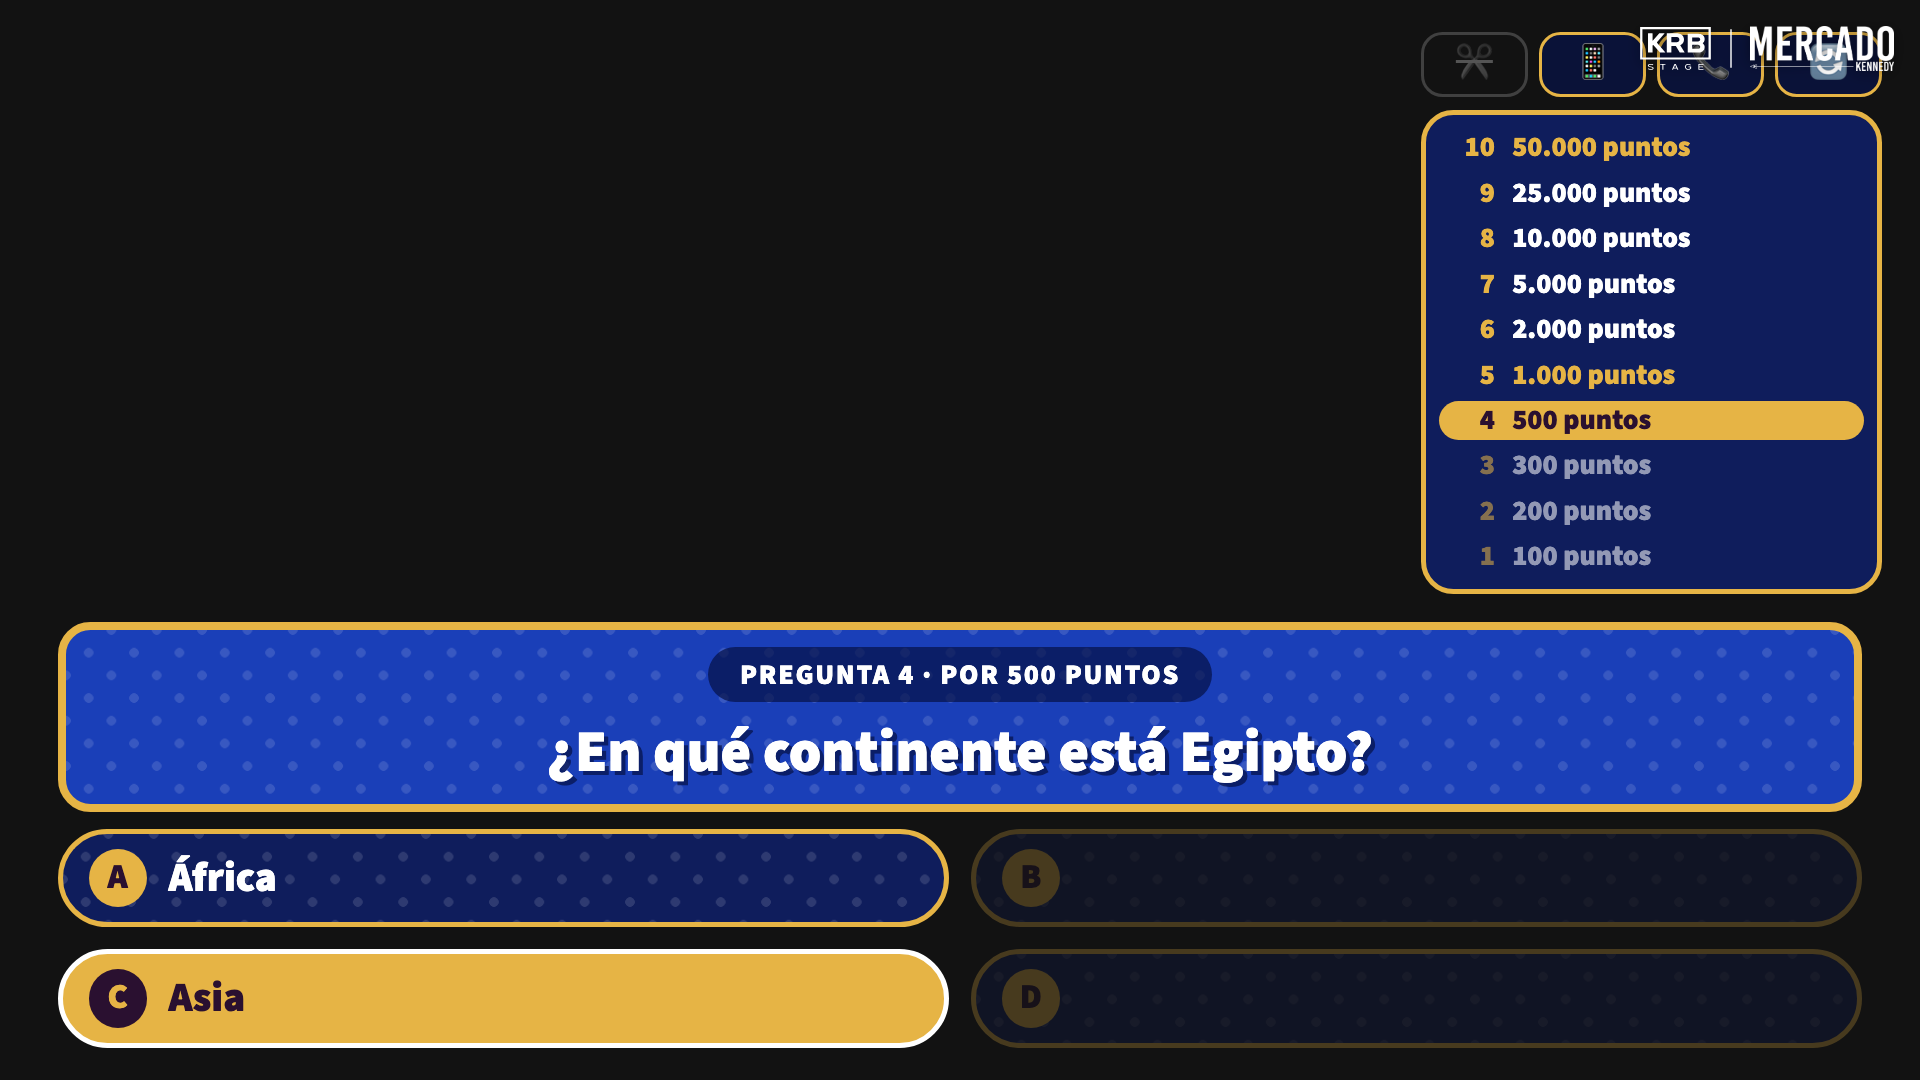 KRB
STAGE
MERCADO
KENNEDY
10 50.000 puntos
9 25.000 puntos
8 10.000 puntos
7 5.000 puntos
6 2.000 puntos
5 1.000 puntos
4 500 puntos
3 300 puntos
2 200 puntos
1 100 puntos
PREGUNTA 4 • POR 500 PUNTOS
¿En qué continente está Egipto?
A África
B
C Asia
D